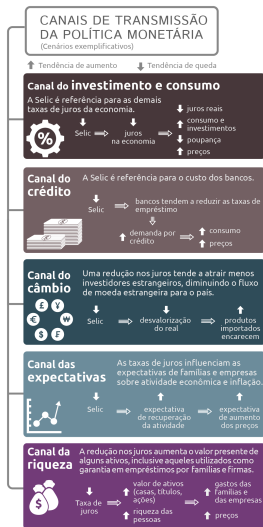 CANAIS DE TRANSMISSÃO
DA POLÍTICA MONETÁRIA
(Cenários exemplificativos)
Tendência de aumento
Tendência de queda
Canal do investimento e consumo
A Selic é referência para as demais
taxas de juros da economia.
Selic
juros
na economia
juros reais
consumo e
investimentos
poupança
preços
Canal do
crédito
A Selic é referência para o custo dos bancos.
Selic
bancos tendem a reduzir as taxas de
empréstimo
demanda por
crédito
consumo
preços
Canal do
câmbio
Uma redução nos juros tende a atrair menos
investidores estrangeiros, diminuindo o fluxo
de moeda estrangeira para o país.
Selic
desvalorização
do real
produtos
importados
encarecem
Canal das
expectativas
As taxas de juros influenciam as
expectativas de famílias e empresas
sobre atividade econômica e inflação.
Selic
expectativa
de recuperação
da atividade
expectativa
de aumento
dos preços
Canal da
riqueza
A redução nos juros aumenta o valor presente de
alguns ativos, inclusive aqueles utilizados como
garantia em empréstimos por famílias e firmas.
Taxa de
juros
valor de ativos
(casas, títulos,
ações)
riqueza das
pessoas
gastos das
famílias e
das empresas
preços